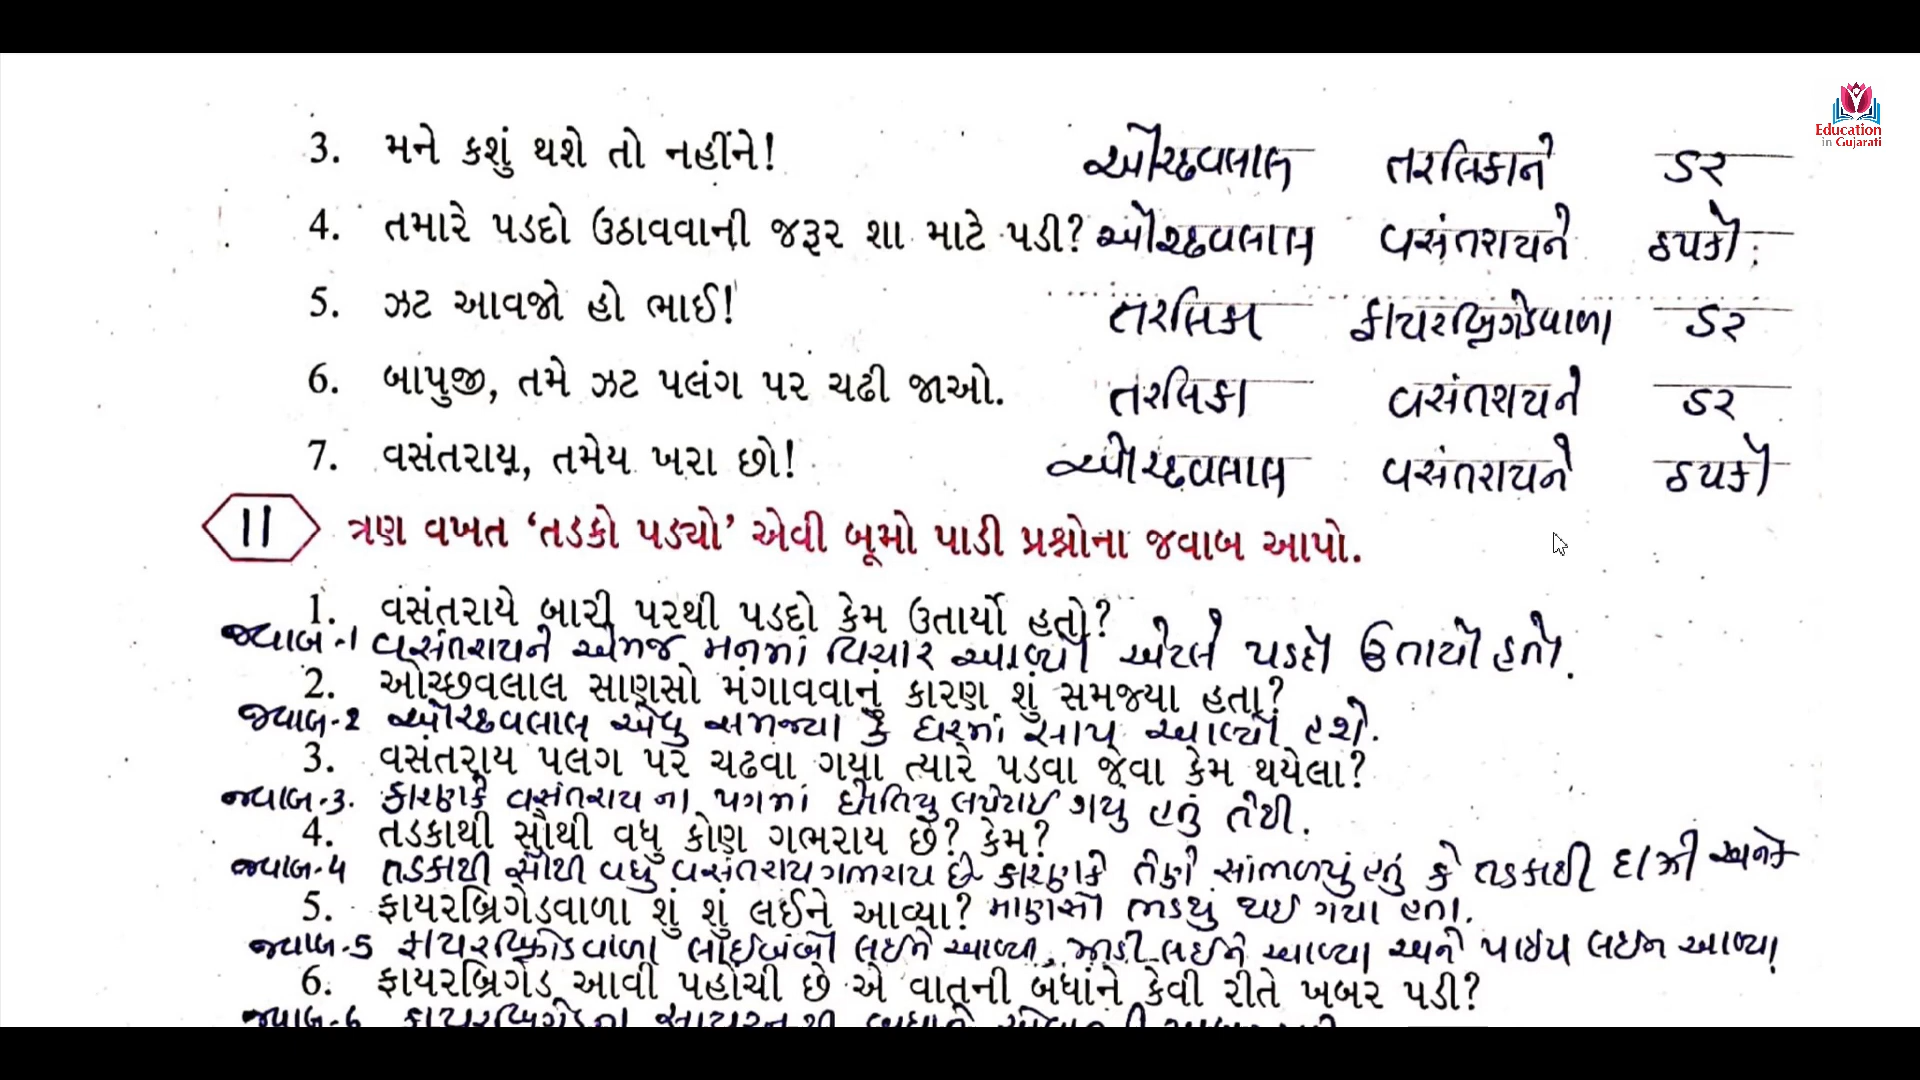 Education
in Gujarati
3. મને કશું થશે તો નહીંને! ઓચ્છવલાલ તરલિકાને ડર
4. તમારે પડદો ઉઠાવવાની જરૂર શા માટે પડી? ઓચ્છવલાલ વસંતરાયને ઠપકો
5. ઝટ આવજો હો ભાઈ! તરલિકા ફાયરબ્રિગેડવાળા ડર
6. બાપુજી, તમે ઝટ પલંગ પર ચઢી જાઓ. તરલિકા વસંતરાયને ડર
7. વસંતરાય, તમેય ખરા છો! ઓચ્છવલાલ વસંતરાયને ઠપકો
11 ત્રણ વખત ‘તડકો પડ્યો’ એવી બૂમો પાડી પ્રશ્નોના જવાબ આપો.
1. વસંતરાયે બારી પરથી પડદો કેમ ઉતાર્યો હતો?
જવાબ-1 વસંતરાયને એમજ મનમાં વિચાર આવ્યો એટલે પડદો ઉતાર્યો હતો.
2. ઓચ્છવલાલ સાણસો મંગાવવાનું કારણ શું સમજ્યા હતા?
જવાબ-2 ઓચ્છવલાલ એવુ સમજ્યા કે ઘરમાં સાપ આવ્યો હશે.
3. વસંતરાય પલંગ પર ચઢવા ગયા ત્યારે પડવા જેવા કેમ થયેલા?
જવાબ-3. કારણકે વસંતરાય ના પગમાં ધોતિયુ લપેટાઈ ગયું હતું તેથી.
4. તડકાથી સૌથી વધુ કોણ ગભરાય છે? કેમ?
જવાબ-4 તડકાથી સૌથી વધુ વસંતરાય ગભરાય છે કારણકે તેણે સાંભળ્યું હતું કે તડકાથી દાઝી અનેક
5. ફાયરબ્રિગેડવાળા શું શું લઈને આવ્યા? માણસો ભડથું થઈ ગયા હતા.
જવાબ-5 લાઈબંબો લઈને આવ્યા, ગાડી લઈને આવ્યા અને પાઈપ લઈને આવ્યા
6. ફાયરબ્રિગેડ આવી પહોંચી છે એ વાતની બધાંને કેવી રીતે ખબર પડી?
જવાબ-6